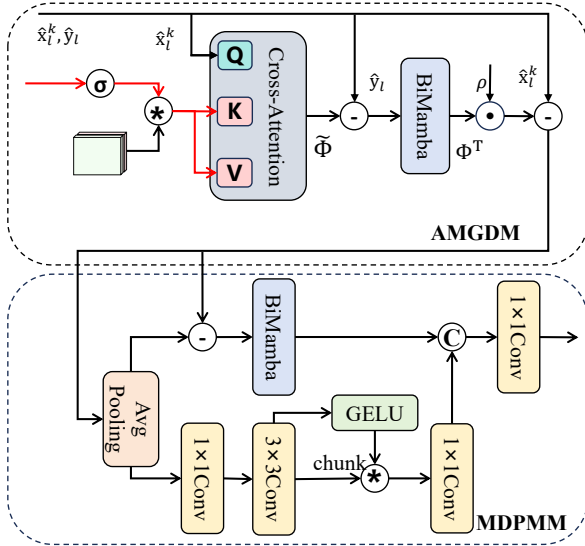 x̂ₗᵏ,ŷₗ
x̂ₗᵏ
σ
*
Q
K
V
Cross-Attention
Φ̃
-
ŷₗ
BiMamba
Φᵀ
ρ
x̂ₗᵏ
-
AMGDM
Avg Pooling
-
BiMamba
C
1×1Conv
1×1Conv
3×3Conv
GELU
chunk
*
1×1Conv
MDPMM